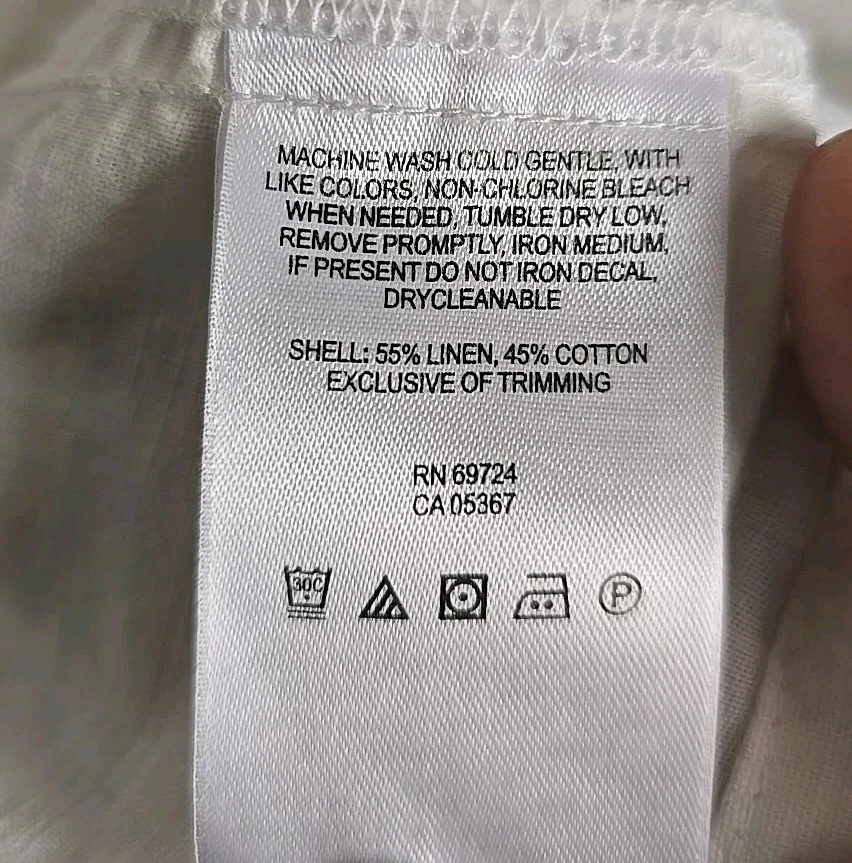 MACHINE WASH COLD GENTLE, WITH
LIKE COLORS, NON-CHLORINE BLEACH
WHEN NEEDED, TUMBLE DRY LOW,
REMOVE PROMPTLY, IRON MEDIUM,
IF PRESENT DO NOT IRON DECAL,
DRYCLEANABLE
SHELL: 55% LINEN, 45% COTTON
EXCLUSIVE OF TRIMMING
RN 69724
CA 05367
30C P